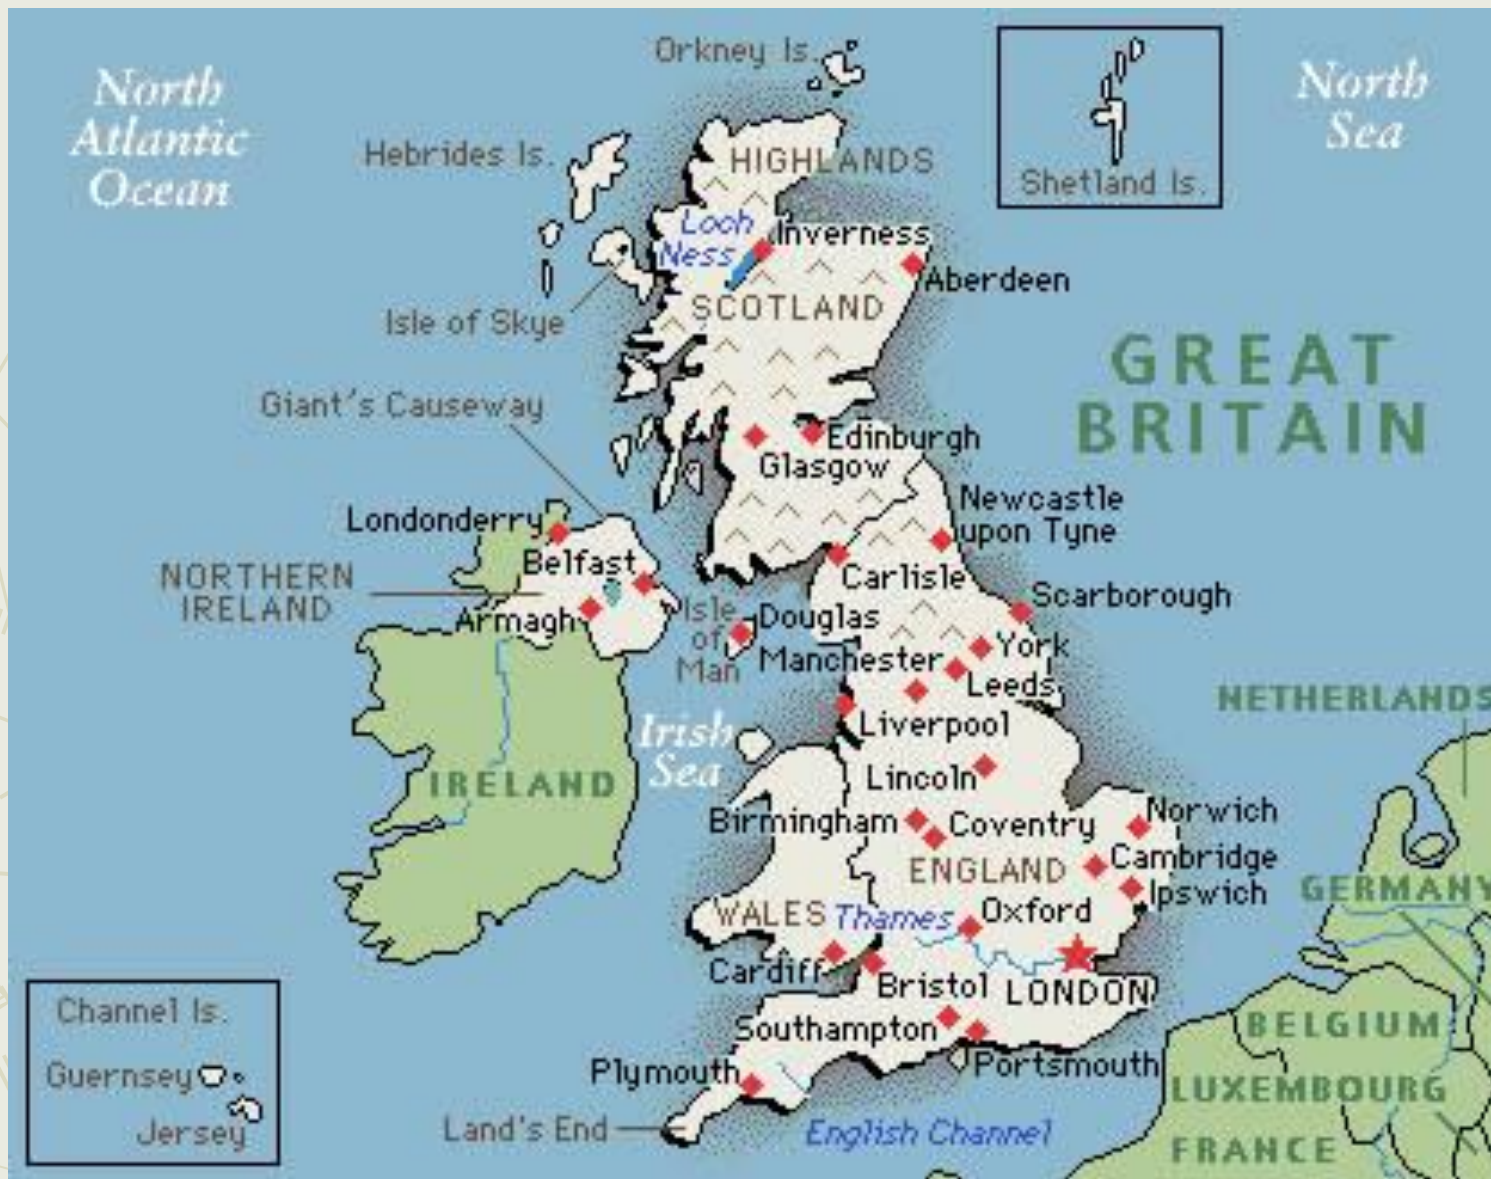 Orkney Is.
North
Atlantic
Ocean
North
Sea
Hebrides Is.
HIGHLANDS
Shetland Is.
Loch
Ness
Inverness
Aberdeen
SCOTLAND
Isle of Skye
GREAT
BRITAIN
Giant's Causeway
Edinburgh
Glasgow
Newcastle
upon Tyne
Londonderry
Belfast
Carlisle
NORTHERN
IRELAND
Armagh
Isle
of
Man
Douglas
Scarborough
York
Manchester
Leeds
NETHERLANDS
Irish
Sea
Liverpool
IRELAND
Lincoln
Birmingham
Coventry
Norwich
ENGLAND
Cambridge
GERMANY
Ipswich
WALES
Thames
Oxford
Cardiff
Bristol
LONDON
Channel Is.
Southampton
BELGIUM
Guernsey
Plymouth
Portsmouth
LUXEMBOURG
Jersey
Land's End
English Channel
FRANCE